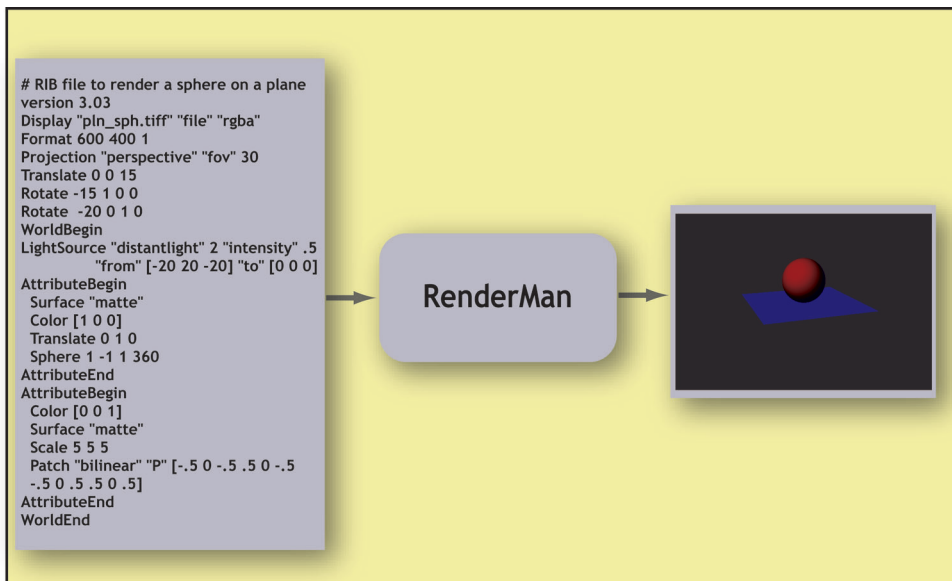 # RIB file to render a sphere on a plane
version 3.03
Display "pln_sph.tiff" "file" "rgba"
Format 600 400 1
Projection "perspective" "fov" 30
Translate 0 0 15
Rotate -15 1 0 0
Rotate -20 0 1 0
WorldBegin
LightSource "distantlight" 2 "intensity" .5
"from" [-20 20 -20] "to" [0 0 0]
AttributeBegin
Surface "matte"
Color [1 0 0]
Translate 0 1 0
Sphere 1 -1 1 360
AttributeEnd
AttributeBegin
Color [0 0 1]
Surface "matte"
Scale 5 5 5
Patch "bilinear" "P" [-.5 0 -.5 .5 0 -.5
-.5 0 .5 .5 0 .5]
AttributeEnd
WorldEnd
RenderMan